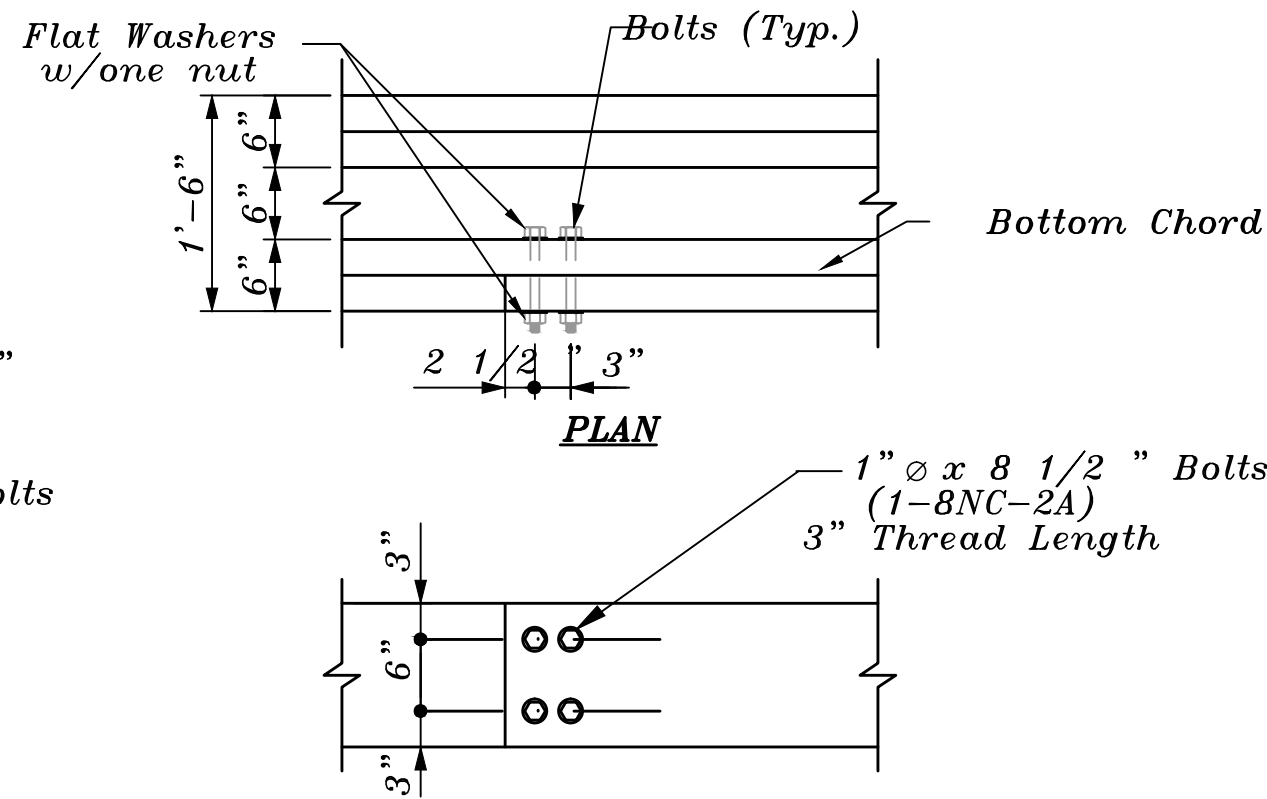 Flat Washers
w/one nut
Bolts (Typ.)
1'-6"
6"
6"
6"
Bottom Chord
"
2 1/2 "
3"
PLAN
olts
1"⌀ x 8 1/2 " Bolts
(1-8NC-2A)
3" Thread Length
3"
6"
3"